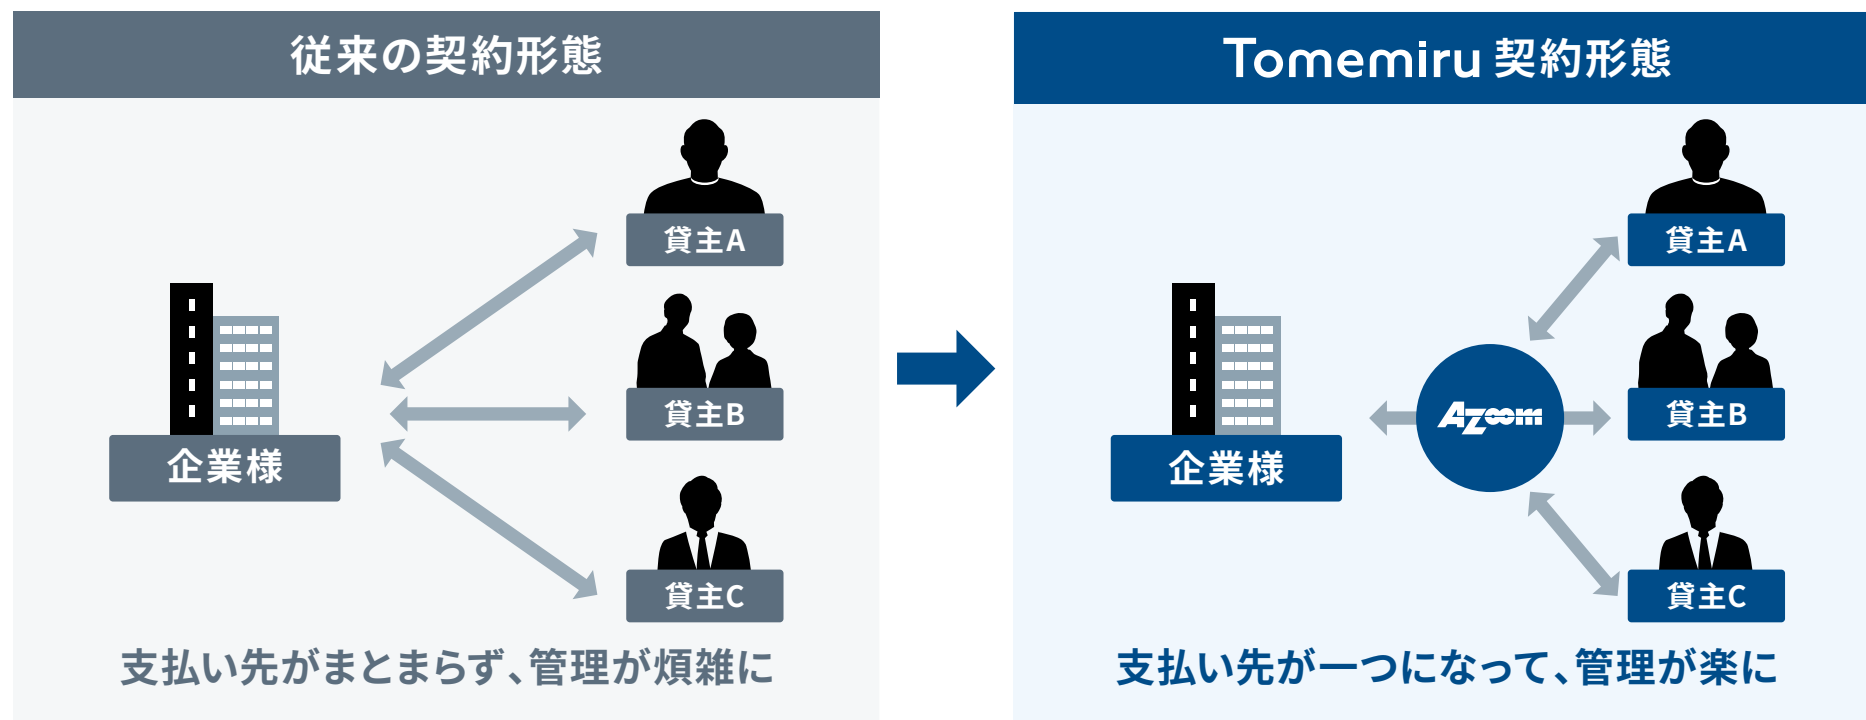 従来の契約形態
貸主A
貸主B
企業様
貸主C
支払い先がまとまらず、管理が煩雑に
Tomemiru 契約形態
貸主A
貸主B
Azoom
企業様
貸主C
支払い先が一つになって、管理が楽に